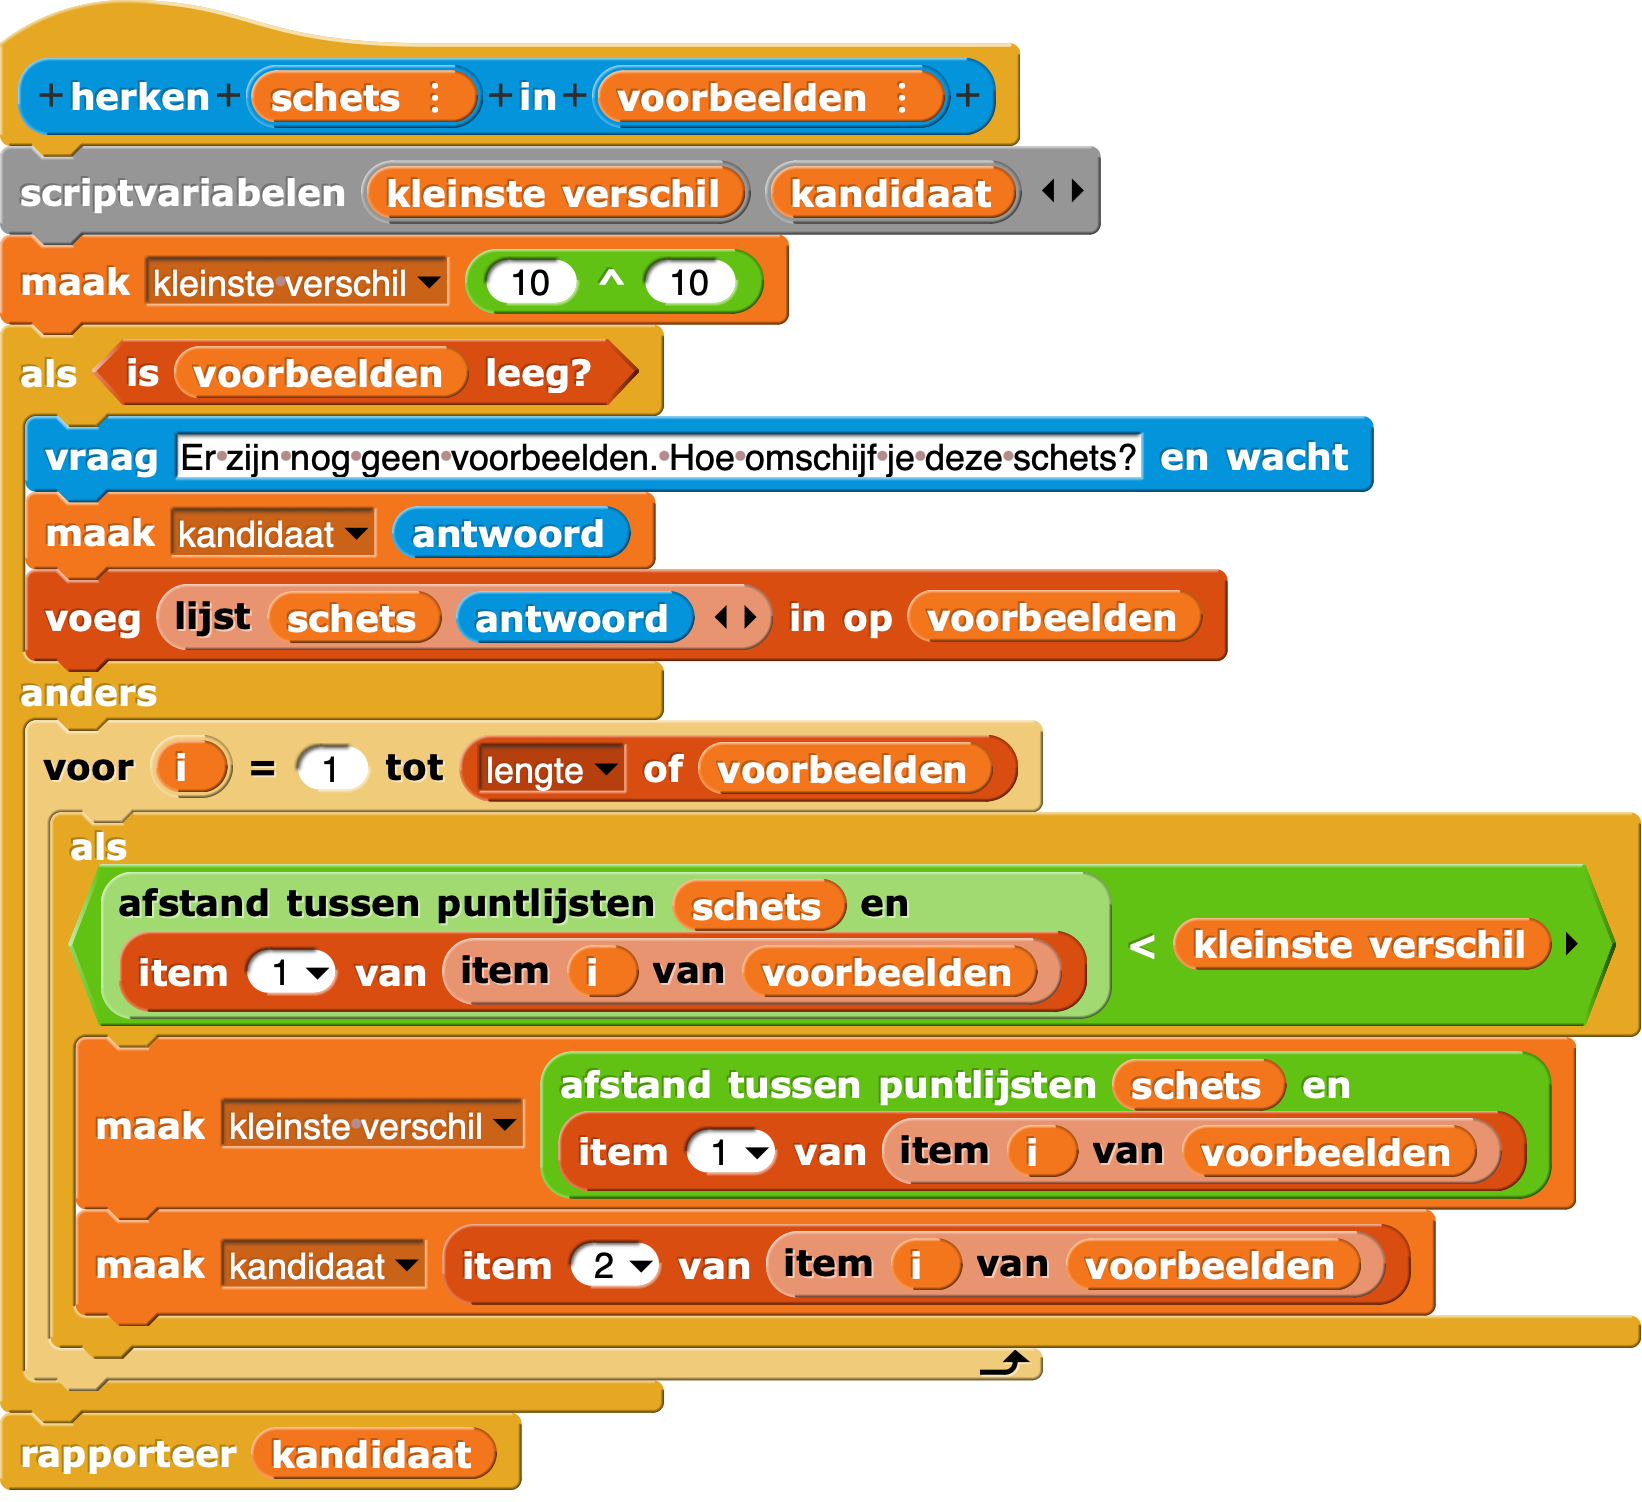 + herken + schets ⋮ + in + voorbeelden ⋮ +
scriptvariabelen kleinste verschil kandidaat
maak kleinste verschil 10 ^ 10
als is voorbeelden leeg?
vraag Er zijn nog geen voorbeelden. Hoe omschijf je deze schets? en wacht
maak kandidaat antwoord
voeg lijst schets antwoord in op voorbeelden
anders
voor i = 1 tot lengte of voorbeelden
als
afstand tussen puntlijsten schets en
item 1 van item i van voorbeelden < kleinste verschil
afstand tussen puntlijsten schets en
maak kleinste verschil item 1 van item i van voorbeelden
maak kandidaat item 2 van item i van voorbeelden
rapporteer kandidaat